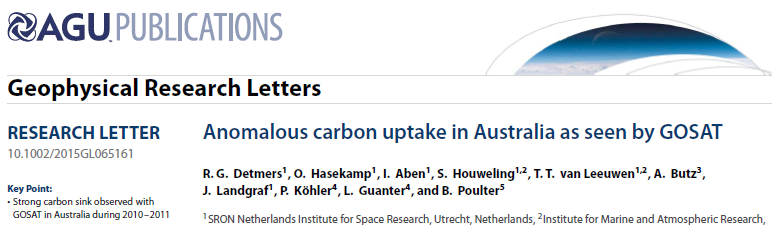 AGU PUBLICATIONS
Geophysical Research Letters
RESEARCH LETTER
10.1002/2015GL065161
Key Point:
• Strong carbon sink observed with
GOSAT in Australia during 2010–2011
Anomalous carbon uptake in Australia as seen by GOSAT
R. G. Detmers¹, O. Hasekamp¹, I. Aben¹, S. Houweling¹,², T. T. van Leeuwen¹,², A. Butz³,
J. Landgraf¹, P. Köhler⁴, L. Guanter⁴, and B. Poulter⁵
¹SRON Netherlands Institute for Space Research, Utrecht, Netherlands, ²Institute for Marine and Atmospheric Research,